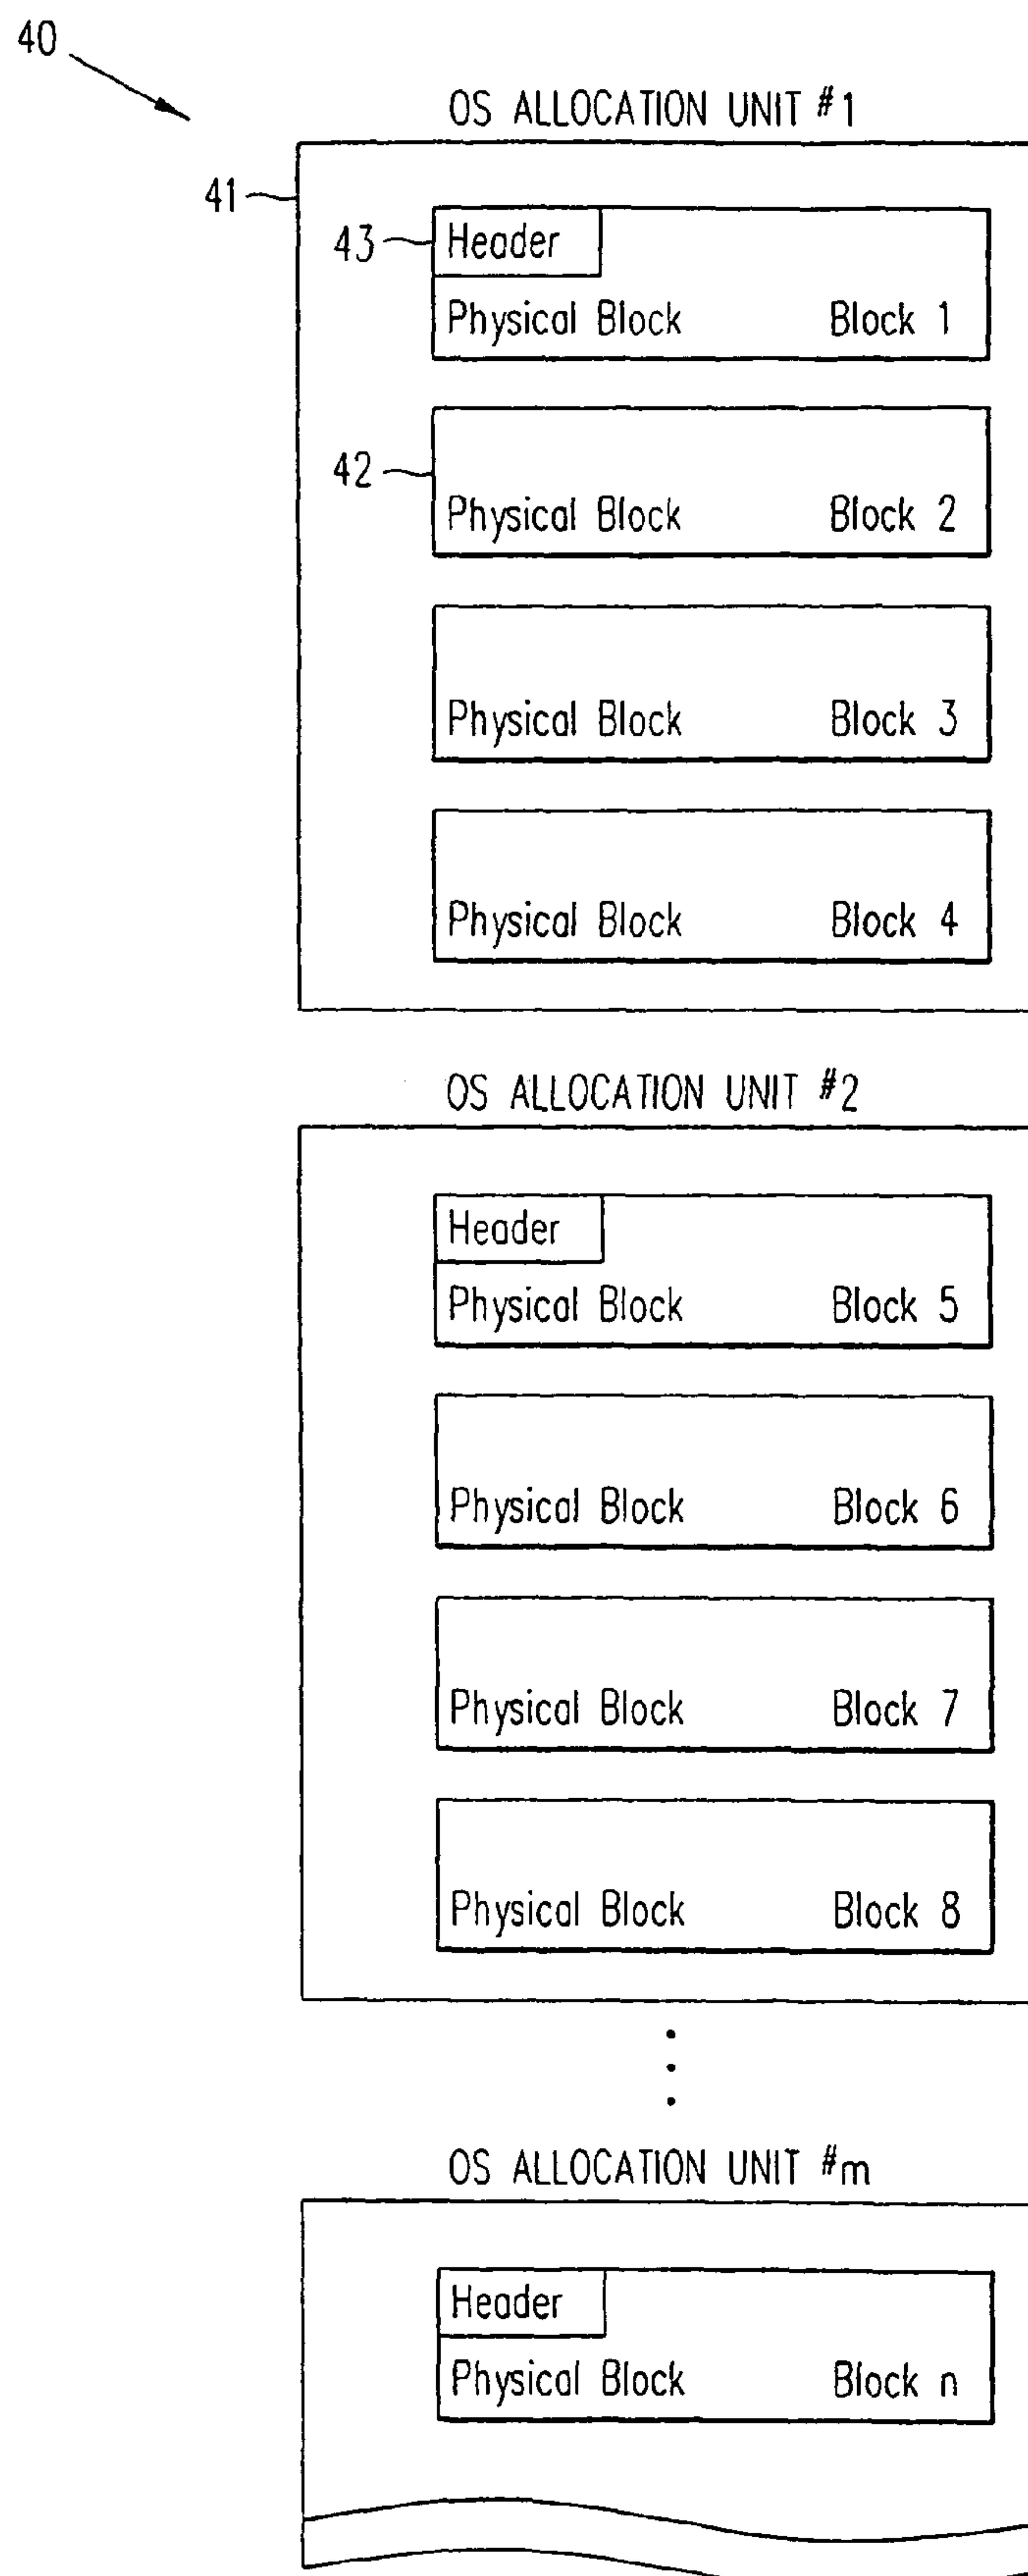 40
OS ALLOCATION UNIT #1
41
43 Header
Physical Block Block 1
42
Physical Block Block 2
Physical Block Block 3
Physical Block Block 4
OS ALLOCATION UNIT #2
Header
Physical Block Block 5
Physical Block Block 6
Physical Block Block 7
Physical Block Block 8
OS ALLOCATION UNIT #m
Header
Physical Block Block n